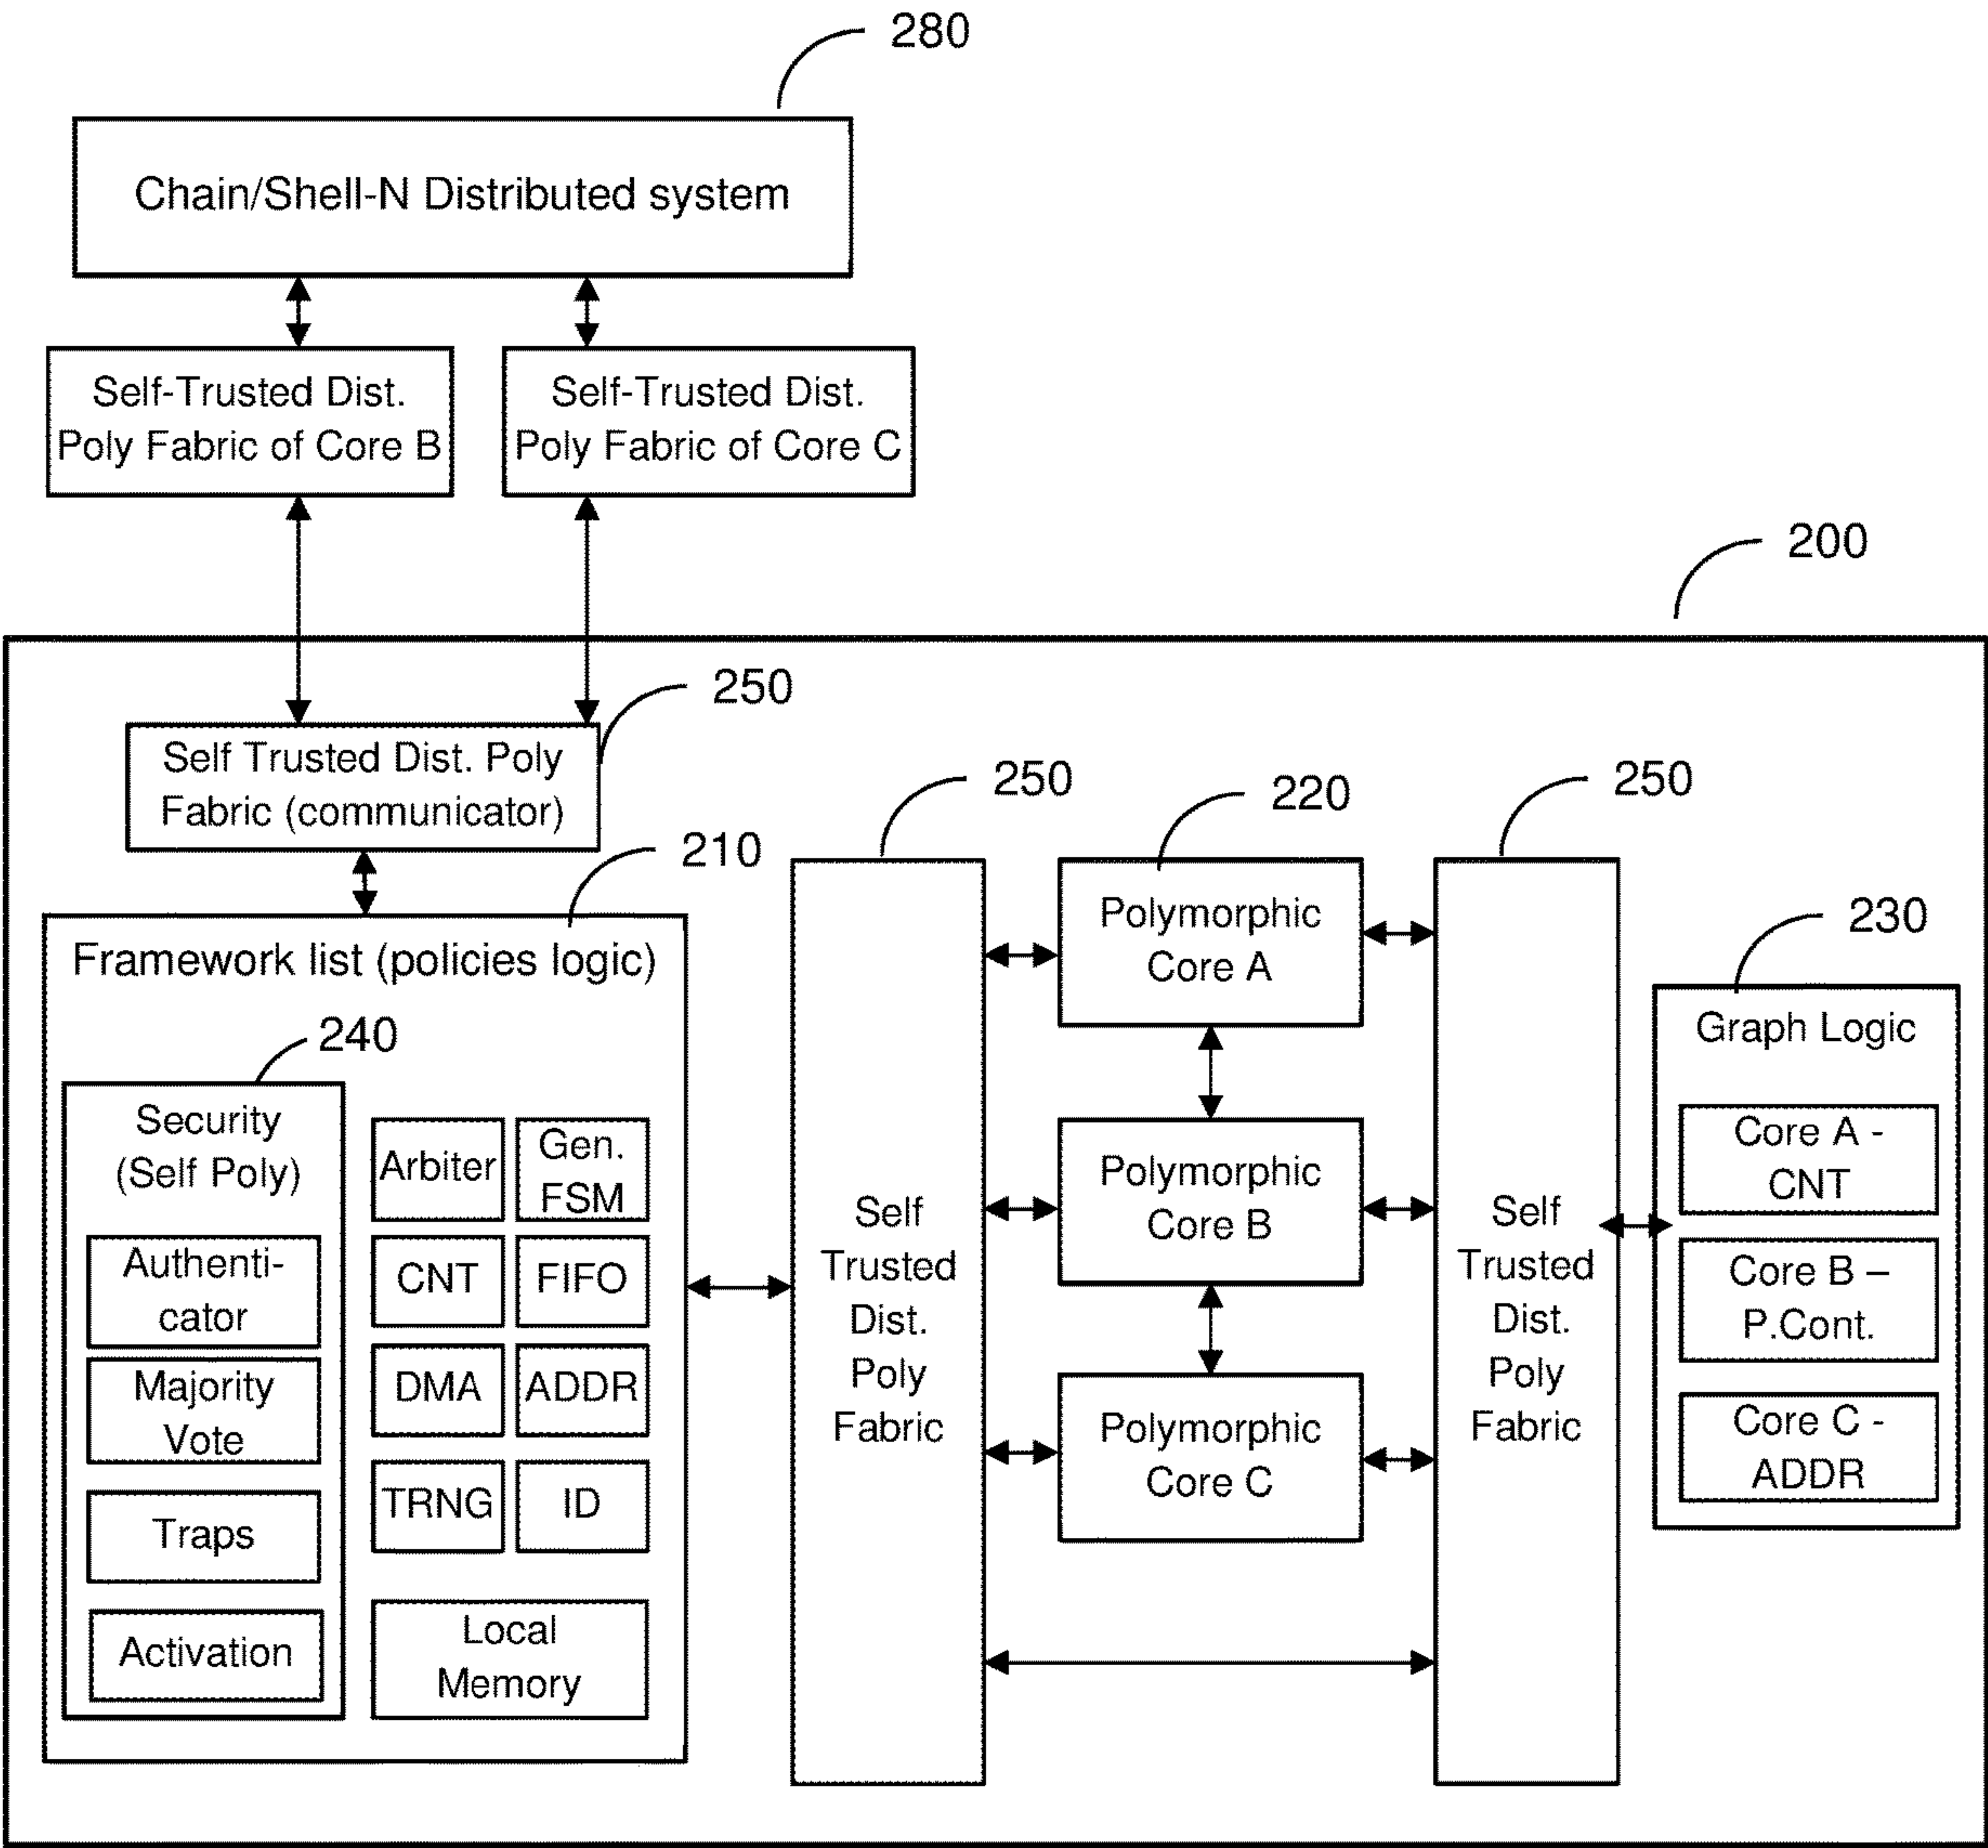 280
Chain/Shell-N Distributed system
Self-Trusted Dist.
Poly Fabric of Core B
Self-Trusted Dist.
Poly Fabric of Core C
200
250
Self Trusted Dist. Poly
Fabric (communicator)
210
Framework list (policies logic)
240
Security
(Self Poly)
Authenti-
cator
Majority
Vote
Traps
Activation
Arbiter
Gen.
FSM
CNT
FIFO
DMA
ADDR
TRNG
ID
Local
Memory
250
Self
Trusted
Dist.
Poly
Fabric
220
Polymorphic
Core A
Polymorphic
Core B
Polymorphic
Core C
250
Self
Trusted
Dist.
Poly
Fabric
230
Graph Logic
Core A -
CNT
Core B –
P.Cont.
Core C -
ADDR